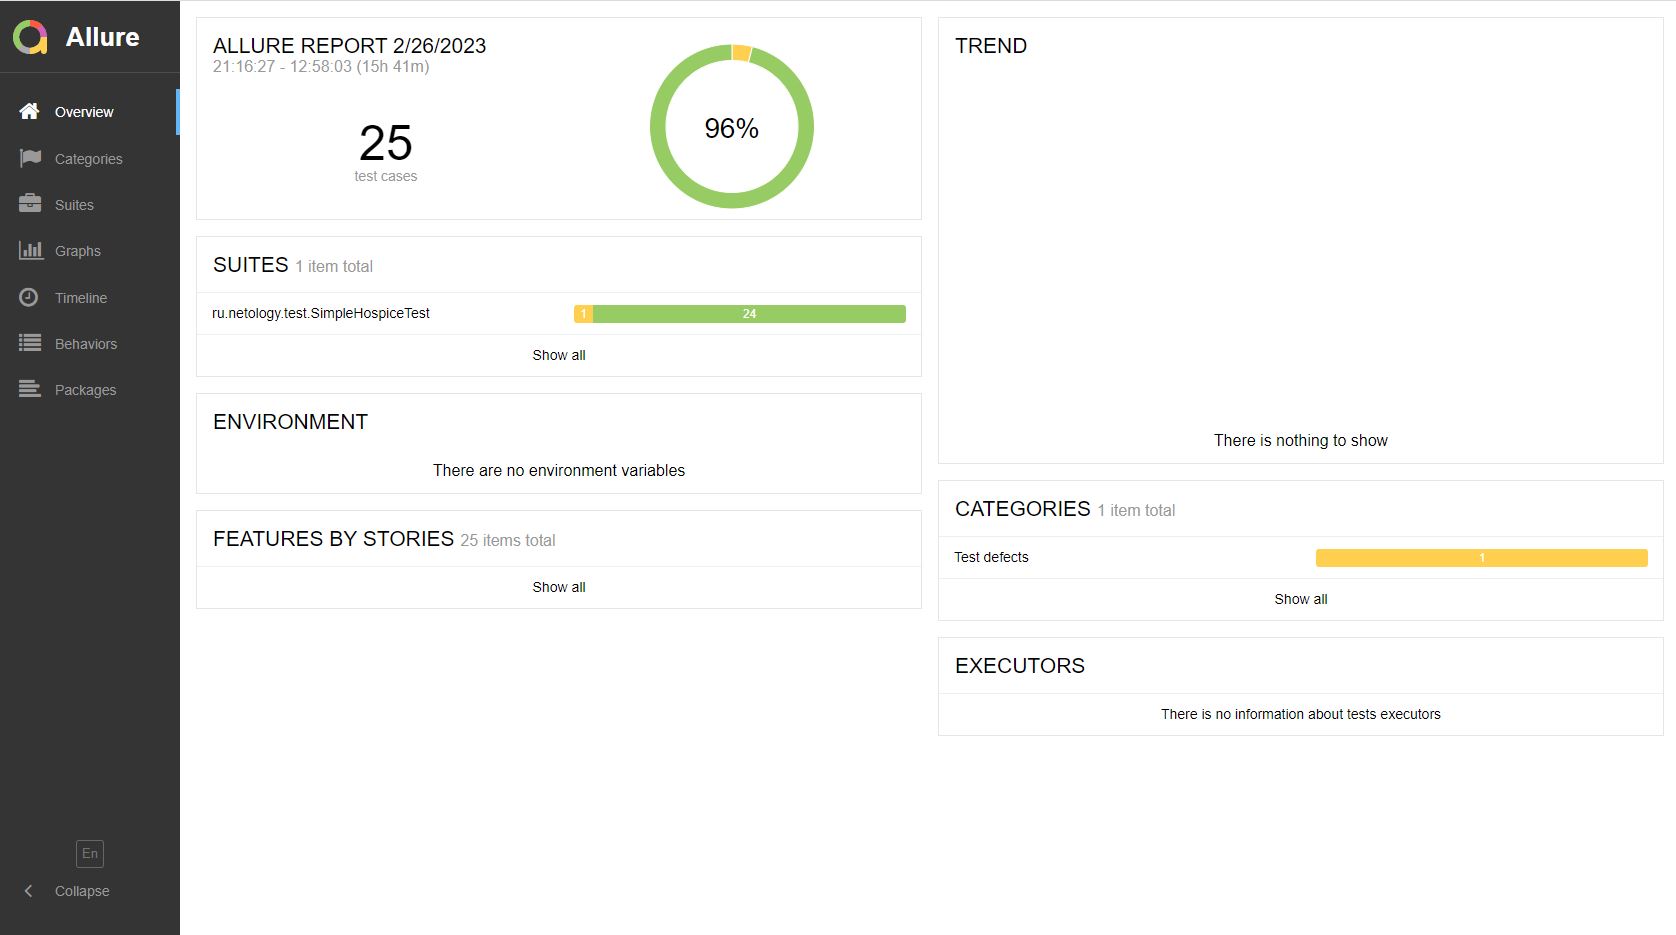 Allure
Overview
Categories
Suites
Graphs
Timeline
Behaviors
Packages
En
Collapse
ALLURE REPORT 2/26/2023
21:16:27 - 12:58:03 (15h 41m)
25
test cases
96%
SUITES 1 item total
ru.netology.test.SimpleHospiceTest 1 24
Show all
ENVIRONMENT
There are no environment variables
FEATURES BY STORIES 25 items total
Show all
TREND
There is nothing to show
CATEGORIES 1 item total
Test defects 1
Show all
EXECUTORS
There is no information about tests executors